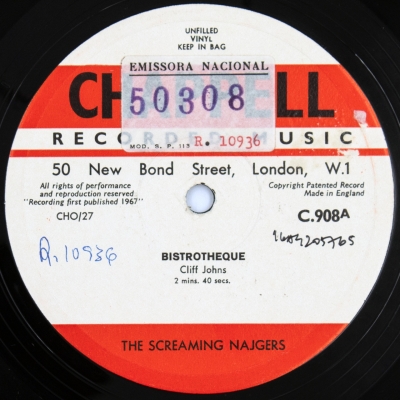 UNFILLED
VINYL
KEEP IN BAG
EMISSORA NACIONAL
50308
MOD. B. P. 113 R. 10936
RECORDED MUSIC
50 New Bond Street, London, W.1
All rights of performance
and reproduction reserved
"Recording first published 1967"
CHO/27
Copyright Patented Record
Made in England
C.908A
R.10936
BISTROTHEQUE
Cliff Johns
2 mins. 40 secs.
THE SCREAMING NAJGERS